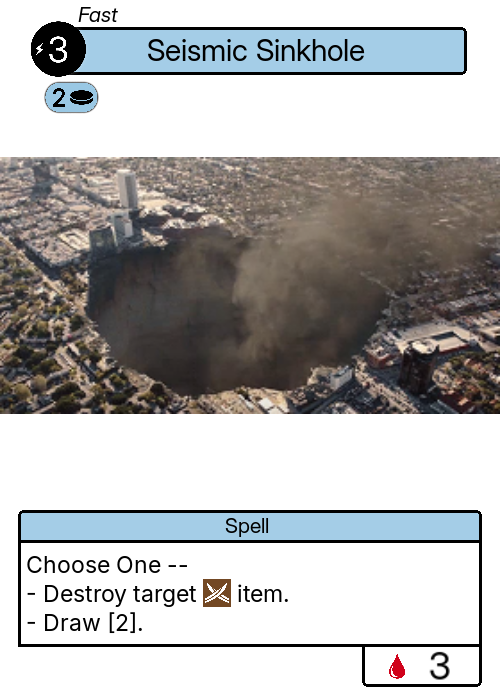 Fast
3
Seismic Sinkhole
2
Spell
Choose One --
- Destroy target item.
- Draw [2].
3